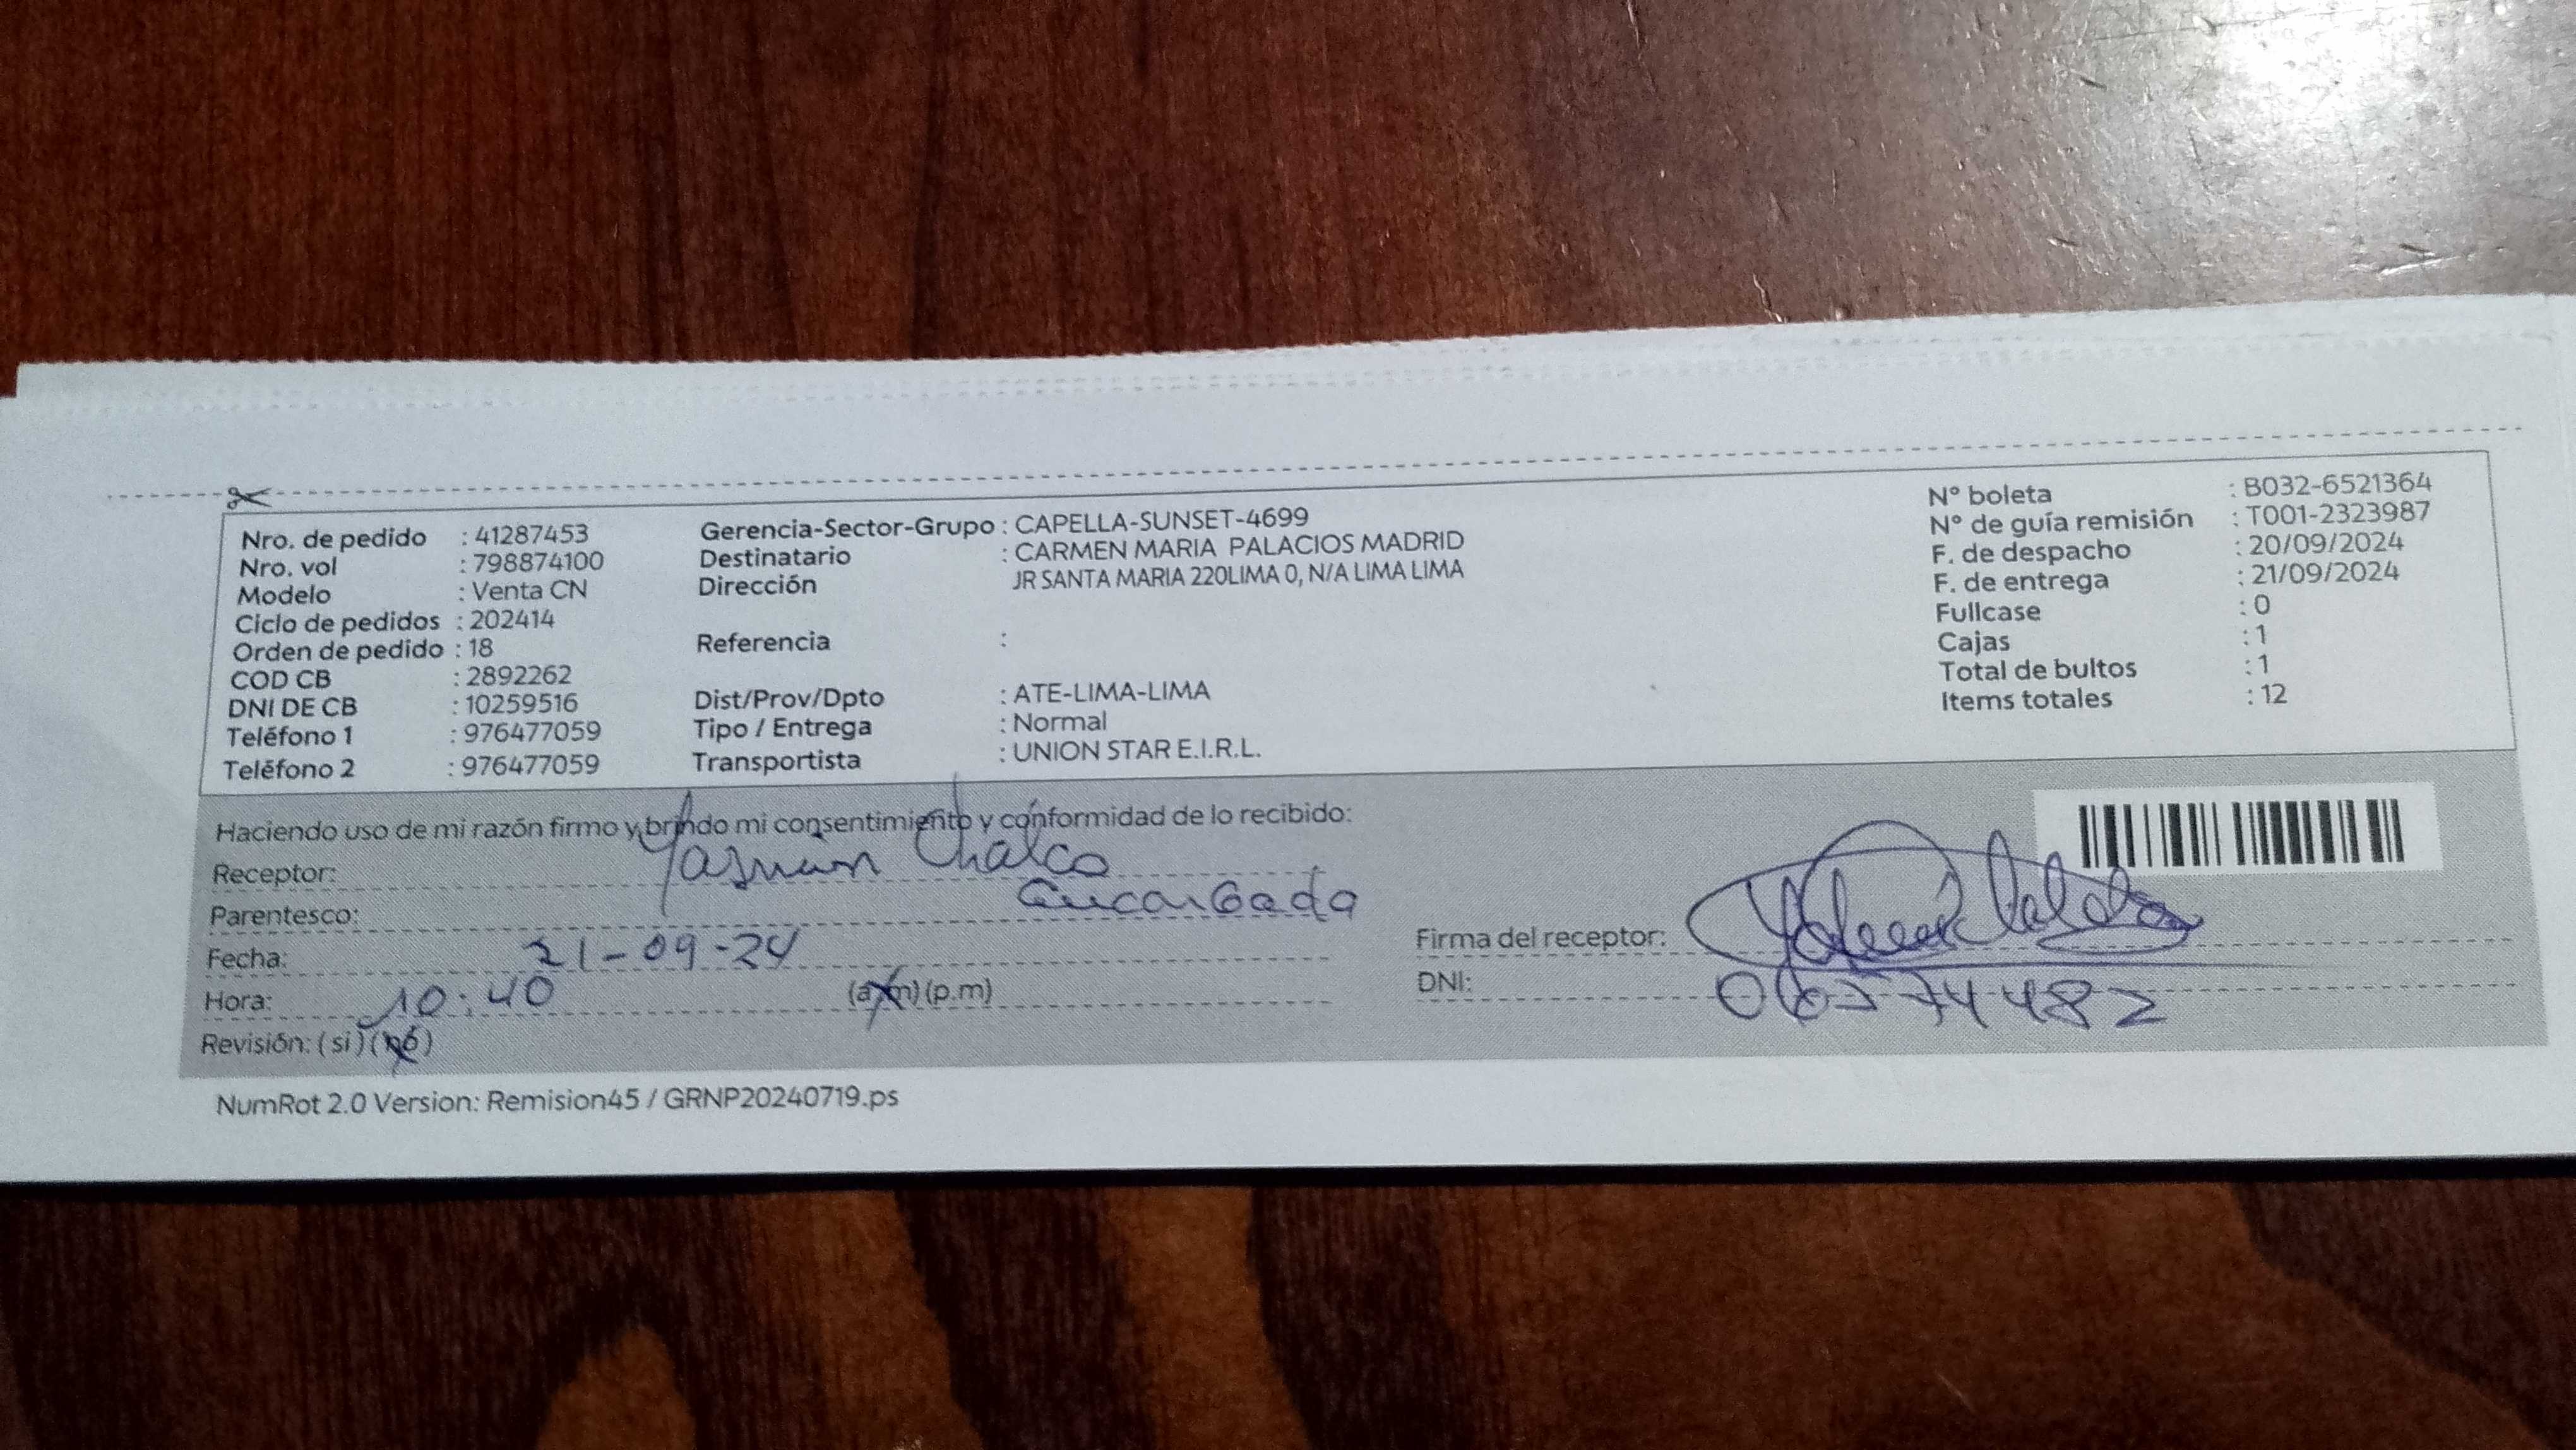 Nro. de pedido : 41287453
Nro. vol : 798874100
Modelo : Venta CN
Ciclo de pedidos : 202414
Orden de pedido : 18
COD CB : 2892262
DNI DE CB : 10259516
Teléfono 1 : 976477059
Teléfono 2 : 976477059
Gerencia-Sector-Grupo : CAPELLA-SUNSET-4699
Destinatario : CARMEN MARIA PALACIOS MADRID
Dirección JR SANTA MARIA 220LIMA 0, N/A LIMA LIMA
Referencia :
Dist/Prov/Dpto : ATE-LIMA-LIMA
Tipo / Entrega : Normal
Transportista : UNION STAR E.I.R.L.
N° boleta : B032-6521364
N° de guía remisión : T001-2323987
F. de despacho : 20/09/2024
F. de entrega : 21/09/2024
Fullcase : 0
Cajas : 1
Total de bultos : 1
Items totales : 12
Haciendo uso de mi razón firmo y brindo mi consentimiento y conformidad de lo recibido:
Receptor: Yasmin Chalco
Parentesco: Encargada
Fecha: 21-09-24
Hora: 10:40 (a.m) (p.m)
Revisión: (si) (no)
Firma del receptor:
DNI: 06774482
NumRot 2.0 Version: Remision45 / GRNP20240719.ps